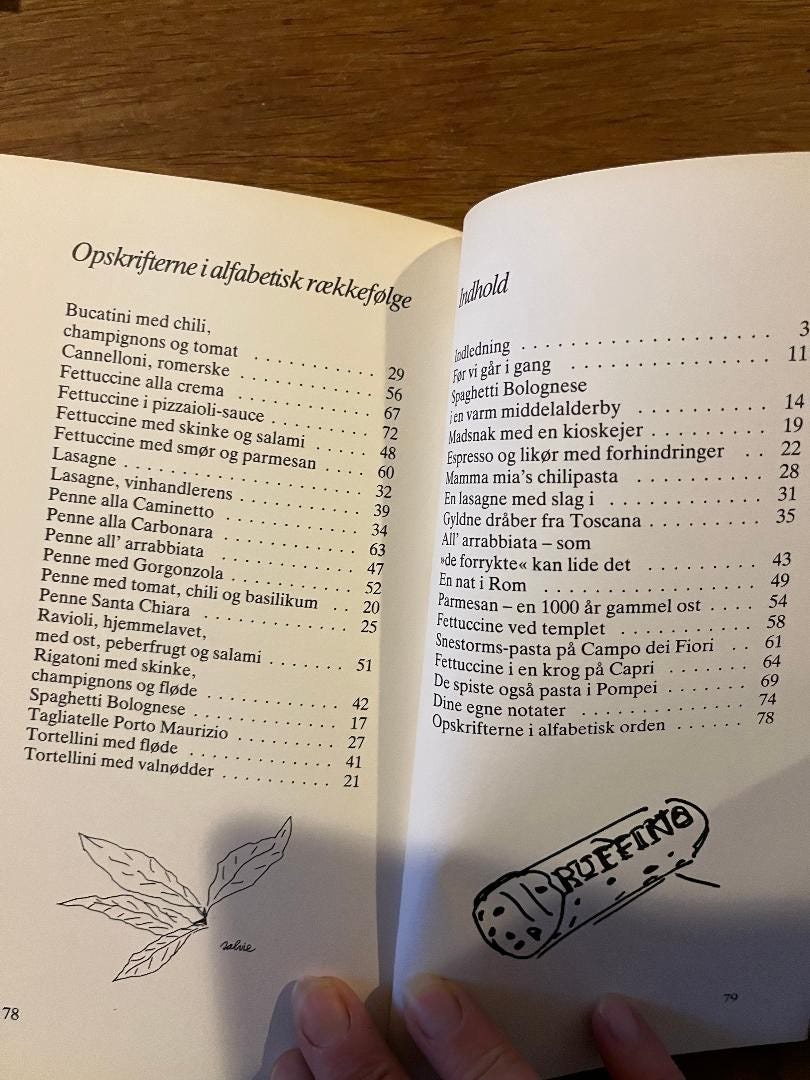 Opskrifterne i alfabetisk rækkefølge
Bucatini med chili,
champignons og tomat . . . . . . . . . . 29
Cannelloni, romerske . . . . . . . . . . 56
Fettuccine alla crema . . . . . . . . . . 67
Fettuccine i pizzaioli-sauce . . . . . . . . 72
Fettuccine med skinke og salami . . . . . . 48
Fettuccine med smør og parmesan . . . . 60
Lasagne . . . . . . . . . . . . . . . . . 32
Lasagne, vinhandlerens . . . . . . . . . 39
Penne alla Caminetto . . . . . . . . . . 34
Penne alla Carbonara . . . . . . . . . . 63
Penne all' arrabbiata . . . . . . . . . . 47
Penne med Gorgonzola . . . . . . . . . 52
Penne med tomat, chili og basilikum . . 20
Penne Santa Chiara . . . . . . . . . . . 25
Ravioli, hjemmelavet,
med ost, peberfrugt og salami . . . . . . . 51
Rigatoni med skinke,
champignons og fløde . . . . . . . . . . 42
Spaghetti Bolognese . . . . . . . . . . . 17
Tagliatelle Porto Maurizio . . . . . . . . 27
Tortellini med fløde . . . . . . . . . . . 41
Tortellini med valnødder . . . . . . . . . 21
salvie
78
Indhold
Indledning . . . . . . . . . . . . . . . . . . . 3
Før vi går i gang . . . . . . . . . . . . . . . 11
Spaghetti Bolognese
i en varm middelalderby . . . . . . . . . . 14
Madsnak med en kioskejer . . . . . . . . . 19
Espresso og likør med forhindringer . . 22
Mamma mia's chilipasta . . . . . . . . . . 28
En lasagne med slag i . . . . . . . . . . . 31
Gyldne dråber fra Toscana . . . . . . . . . 35
All' arrabbiata – som
»de forrykte« kan lide det . . . . . . . . . 43
En nat i Rom . . . . . . . . . . . . . . . 49
Parmesan – en 1000 år gammel ost . . . . 54
Fettuccine ved templet . . . . . . . . . . 58
Snestorms-pasta på Campo dei Fiori . . 61
Fettuccine i en krog på Capri . . . . . . . 64
De spiste også pasta i Pompei . . . . . . . 69
Dine egne notater . . . . . . . . . . . . . 74
Opskrifterne i alfabetisk orden . . . . . . 78
RUFFINO
79